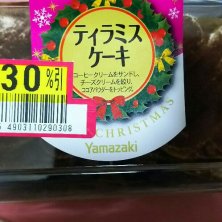 ティラミス
ケーキ
コーヒークリームをサンドし、
チーズクリームを絞り、
ココアパウダーをトッピング。
30%引
4903110290308
CHRISTMAS
Yamazaki